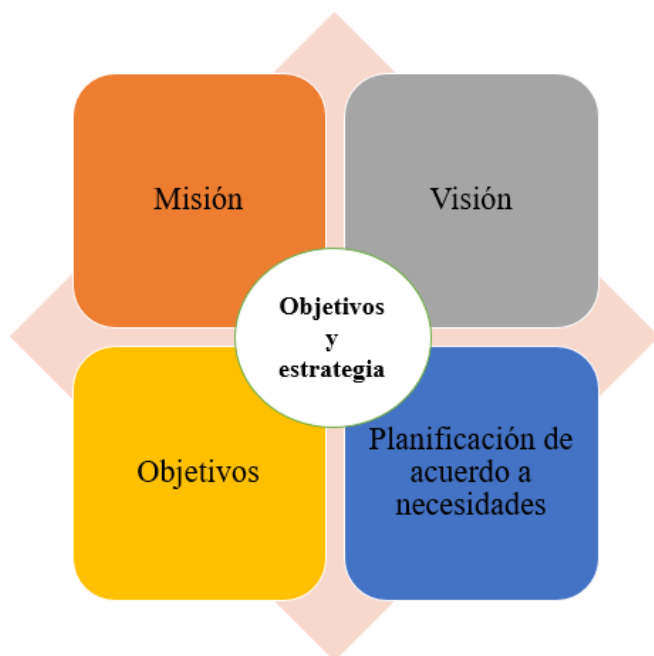 Misión
Visión
Objetivos
y
estrategia
Objetivos
Planificación de
acuerdo a
necesidades